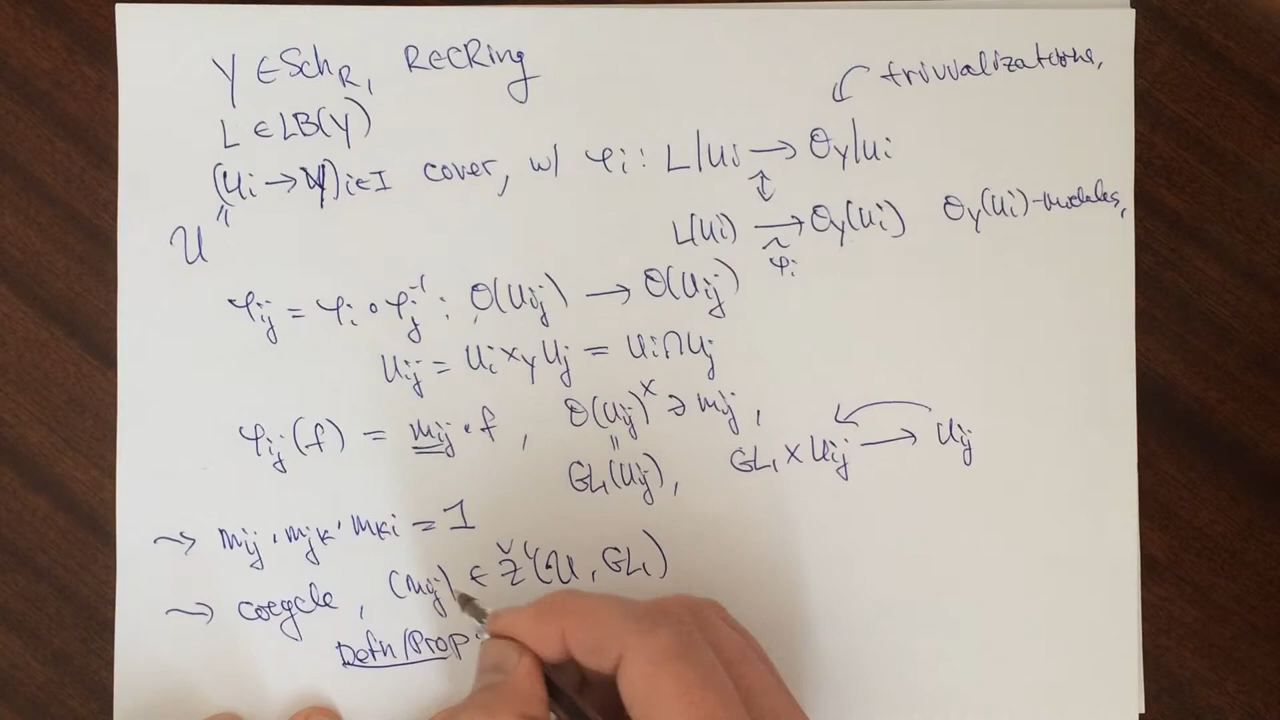 Y ∈ Sch_R, R ∈ CRing
L ∈ LB(Y)
trivializations,
(U_i → Y)_{i∈I} cover, w/ φ_i : L|U_i → O_Y|U_i
𝒰 =
↕
L(U_i) →~ O_Y(U_i) O_Y(U_i)-modules,
φ_i
φ_ij = φ_i ∘ φ_j^{-1} : O(U_ij) → O(U_ij)
U_ij = U_i ×_Y U_j = U_i ∩ U_j
φ_ij(f) = m_ij · f , O(U_ij)^× ∋ m_ij ,
=
GL_1(U_ij), GL_1 × U_ij → U_ij
⇝ m_ij · m_jk · m_ki = 1
⇝ cocycle , (m_ij) ∈ Ž^1(𝒰, GL_1)
Defn/Prop